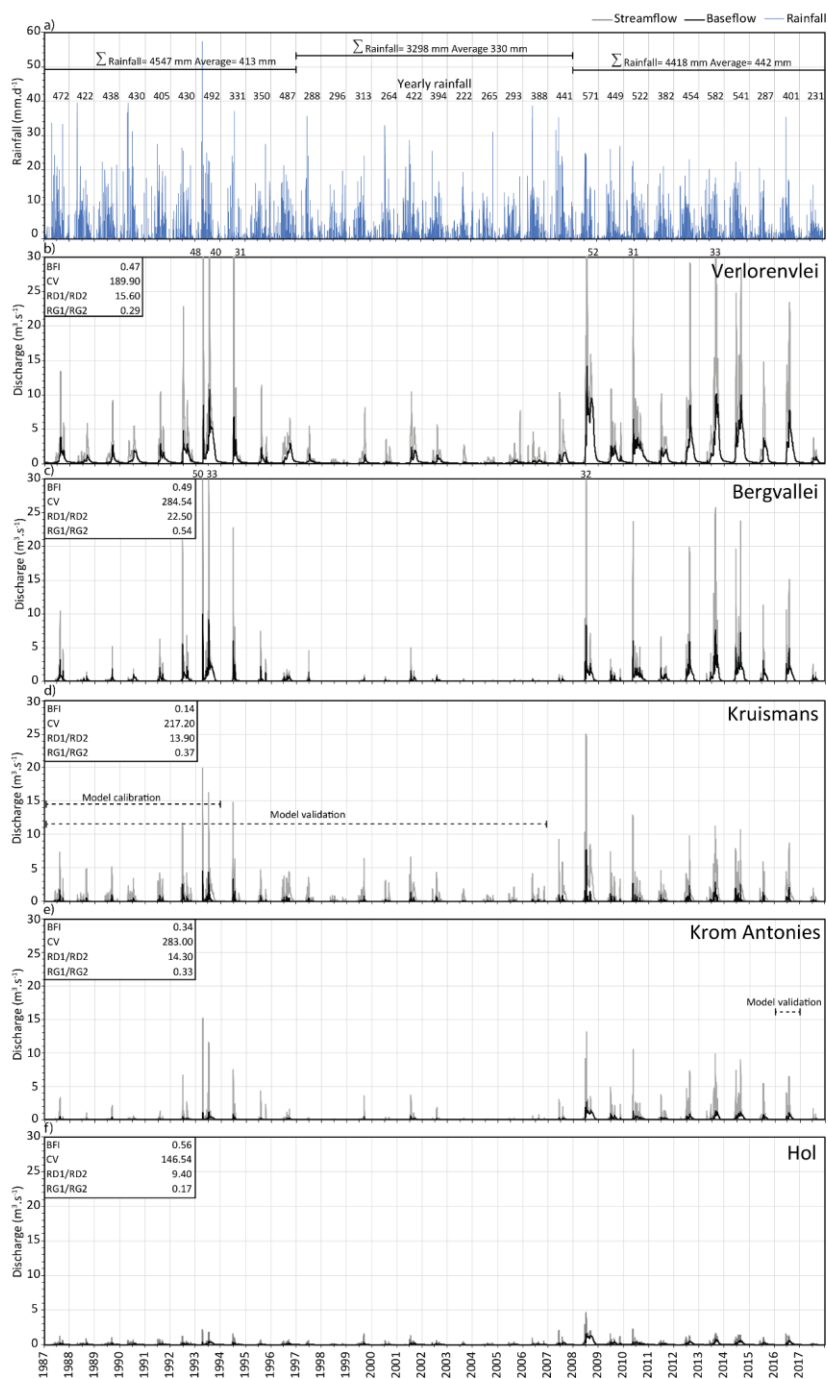 a)
Streamflow Baseflow Rainfall
∑ Rainfall= 4547 mm Average= 413 mm
∑ Rainfall= 3298 mm Average 330 mm
∑ Rainfall= 4418 mm Average= 442 mm
Yearly rainfall
472 422 438 430 405 430 492 331 350 487 288 296 313 264 422 394 222 265 293 388 441 571 449 522 382 454 582 541 287 401 231
Rainfall (mm.d⁻¹)
60
50
40
30
20
10
0
b)
48 40 31 52 31 33
Verlorenvlei
BFI 0.47
CV 189.90
RD1/RD2 15.60
RG1/RG2 0.29
Discharge (m³.s⁻¹)
30
25
20
15
10
5
0
c)
50 33 32
Bergvallei
BFI 0.49
CV 284.54
RD1/RD2 22.50
RG1/RG2 0.54
Discharge (m³.s⁻¹)
30
25
20
15
10
5
0
d)
Kruismans
BFI 0.14
CV 217.20
RD1/RD2 13.90
RG1/RG2 0.37
Model calibration
Model validation
Discharge (m³.s⁻¹)
30
25
20
15
10
5
0
e)
Krom Antonies
BFI 0.34
CV 283.00
RD1/RD2 14.30
RG1/RG2 0.33
Model validation
Discharge (m³.s⁻¹)
30
25
20
15
10
5
0
f)
Hol
BFI 0.56
CV 146.54
RD1/RD2 9.40
RG1/RG2 0.17
Discharge (m³.s⁻¹)
30
25
20
15
10
5
0
1987 1988 1989 1990 1991 1992 1993 1994 1995 1996 1997 1998 1999 2000 2001 2002 2003 2004 2005 2006 2007 2008 2009 2010 2011 2012 2013 2014 2015 2016 2017